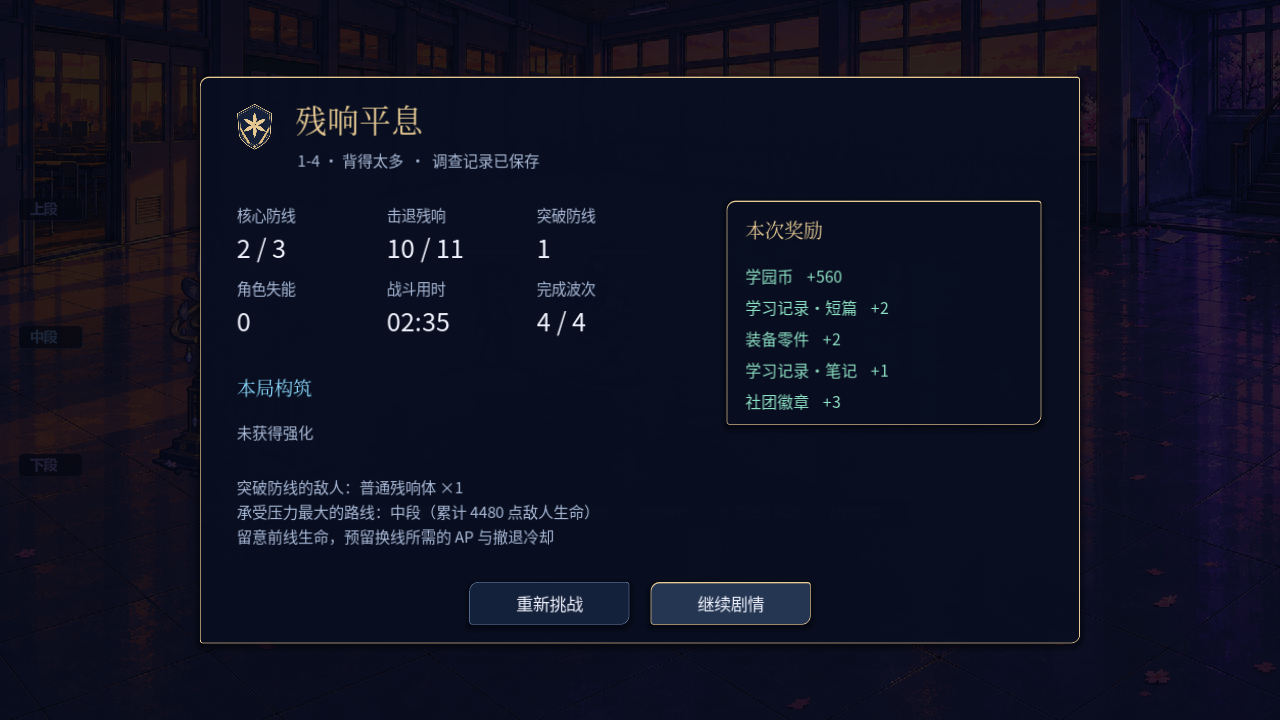 残响平息
1-4 · 背得太多 · 调查记录已保存
核心防线 击退残响 突破防线
2 / 3 10 / 11 1
角色失能 战斗用时 完成波次
0 02:35 4 / 4
本局构筑
未获得强化
突破防线的敌人：普通残响体 ×1
承受压力最大的路线：中段（累计 4480 点敌人生命）
留意前线生命，预留换线所需的 AP 与撤退冷却
本次奖励
学园币 +560
学习记录·短篇 +2
装备零件 +2
学习记录·笔记 +1
社团徽章 +3
重新挑战 继续剧情
上段
中段
下段